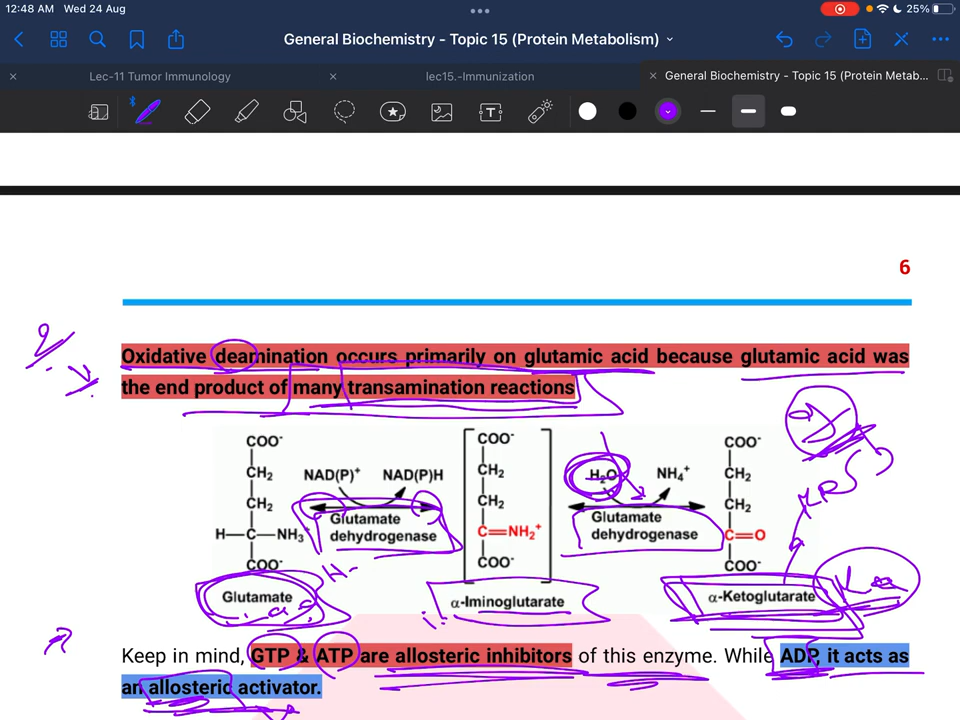 12:48 AM Wed 24 Aug
25%
General Biochemistry - Topic 15 (Protein Metabolism)
Lec-11 Tumor Immunology
lec15.-Immunization
General Biochemistry - Topic 15 (Protein Metab...
6
Oxidative deamination occurs primarily on glutamic acid because glutamic acid was
the end product of many transamination reactions
COO⁻
CH₂
CH₂
H—C—NH₃⁺
COO⁻
Glutamate
NAD(P)⁺ NAD(P)H
Glutamate
dehydrogenase
COO⁻
CH₂
CH₂
C=NH₂⁺
COO⁻
α-Iminoglutarate
H₂O NH₄⁺
Glutamate
dehydrogenase
COO⁻
CH₂
CH₂
C=O
COO⁻
α-Ketoglutarate
Keep in mind, GTP & ATP are allosteric inhibitors of this enzyme. While ADP, it acts as
an allosteric activator.